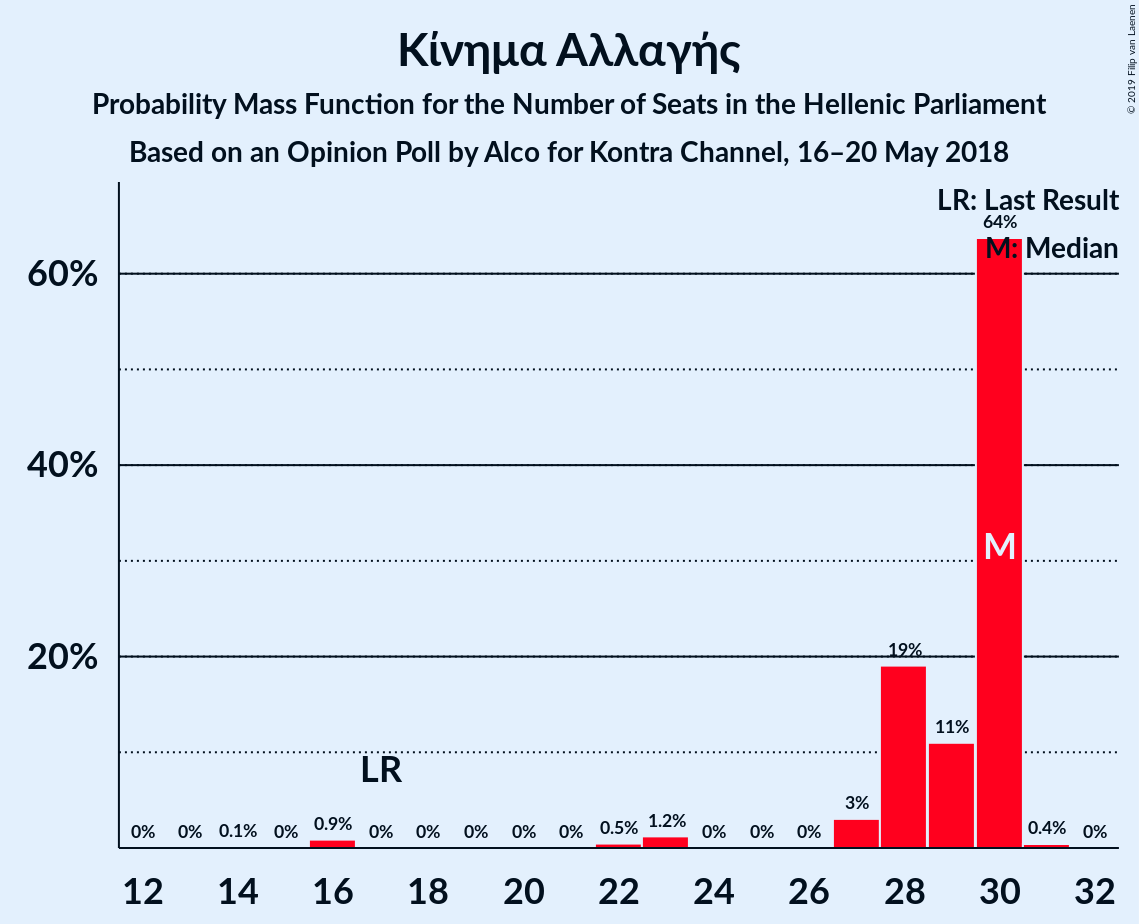 Κίνημα Αλλαγής
Probability Mass Function for the Number of Seats in the Hellenic Parliament
Based on an Opinion Poll by Alco for Kontra Channel, 16–20 May 2018
© 2019 Filip van Laenen
LR: Last Result
M: Median
60%
40%
20%
0% 0% 0.1% 0% 0.9% 0% 0% 0% 0% 0% 0.5% 1.2% 0% 0% 0% 3% 19% 11% 64% 0.4% 0%
LR
M
12 14 16 18 20 22 24 26 28 30 32